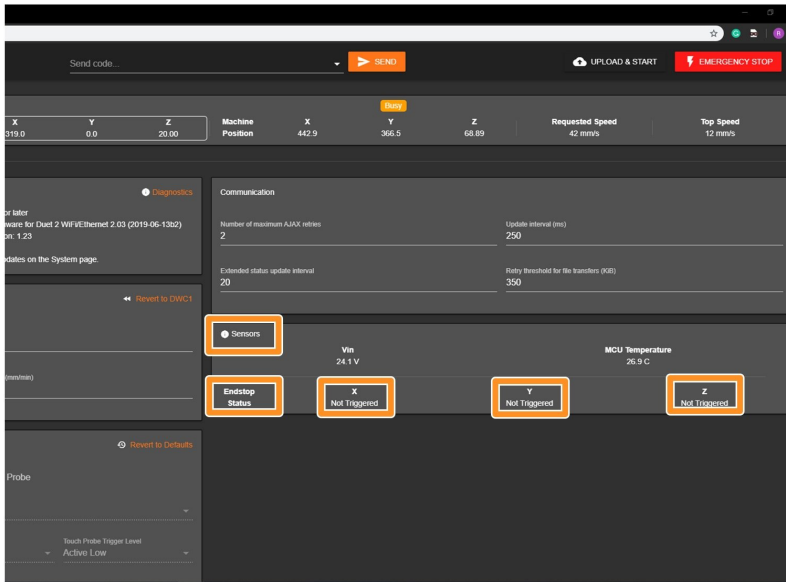 Send code...
SEND
UPLOAD & START
EMERGENCY STOP
R
Busy
X Y Z
319.0 0.0 20.00
Machine X Y Z Requested Speed Top Speed
Position 442.9 366.5 68.89 42 mm/s 12 mm/s
Diagnostics
or later
ware for Duet 2 WiFi/Ethernet 2.03 (2019-06-13b2)
on: 1.23
dates on the System page.
Revert to DWC1
(mm/min)
Revert to Defaults
Probe
Touch Probe Trigger Level
Active Low
Communication
Number of maximum AJAX retries Update interval (ms)
2 250
Extended status update interval Retry threshold for file transfers (KiB)
20 350
Sensors
Vin MCU Temperature
24.1 V 26.9 C
Endstop X Y Z
Status Not Triggered Not Triggered Not Triggered